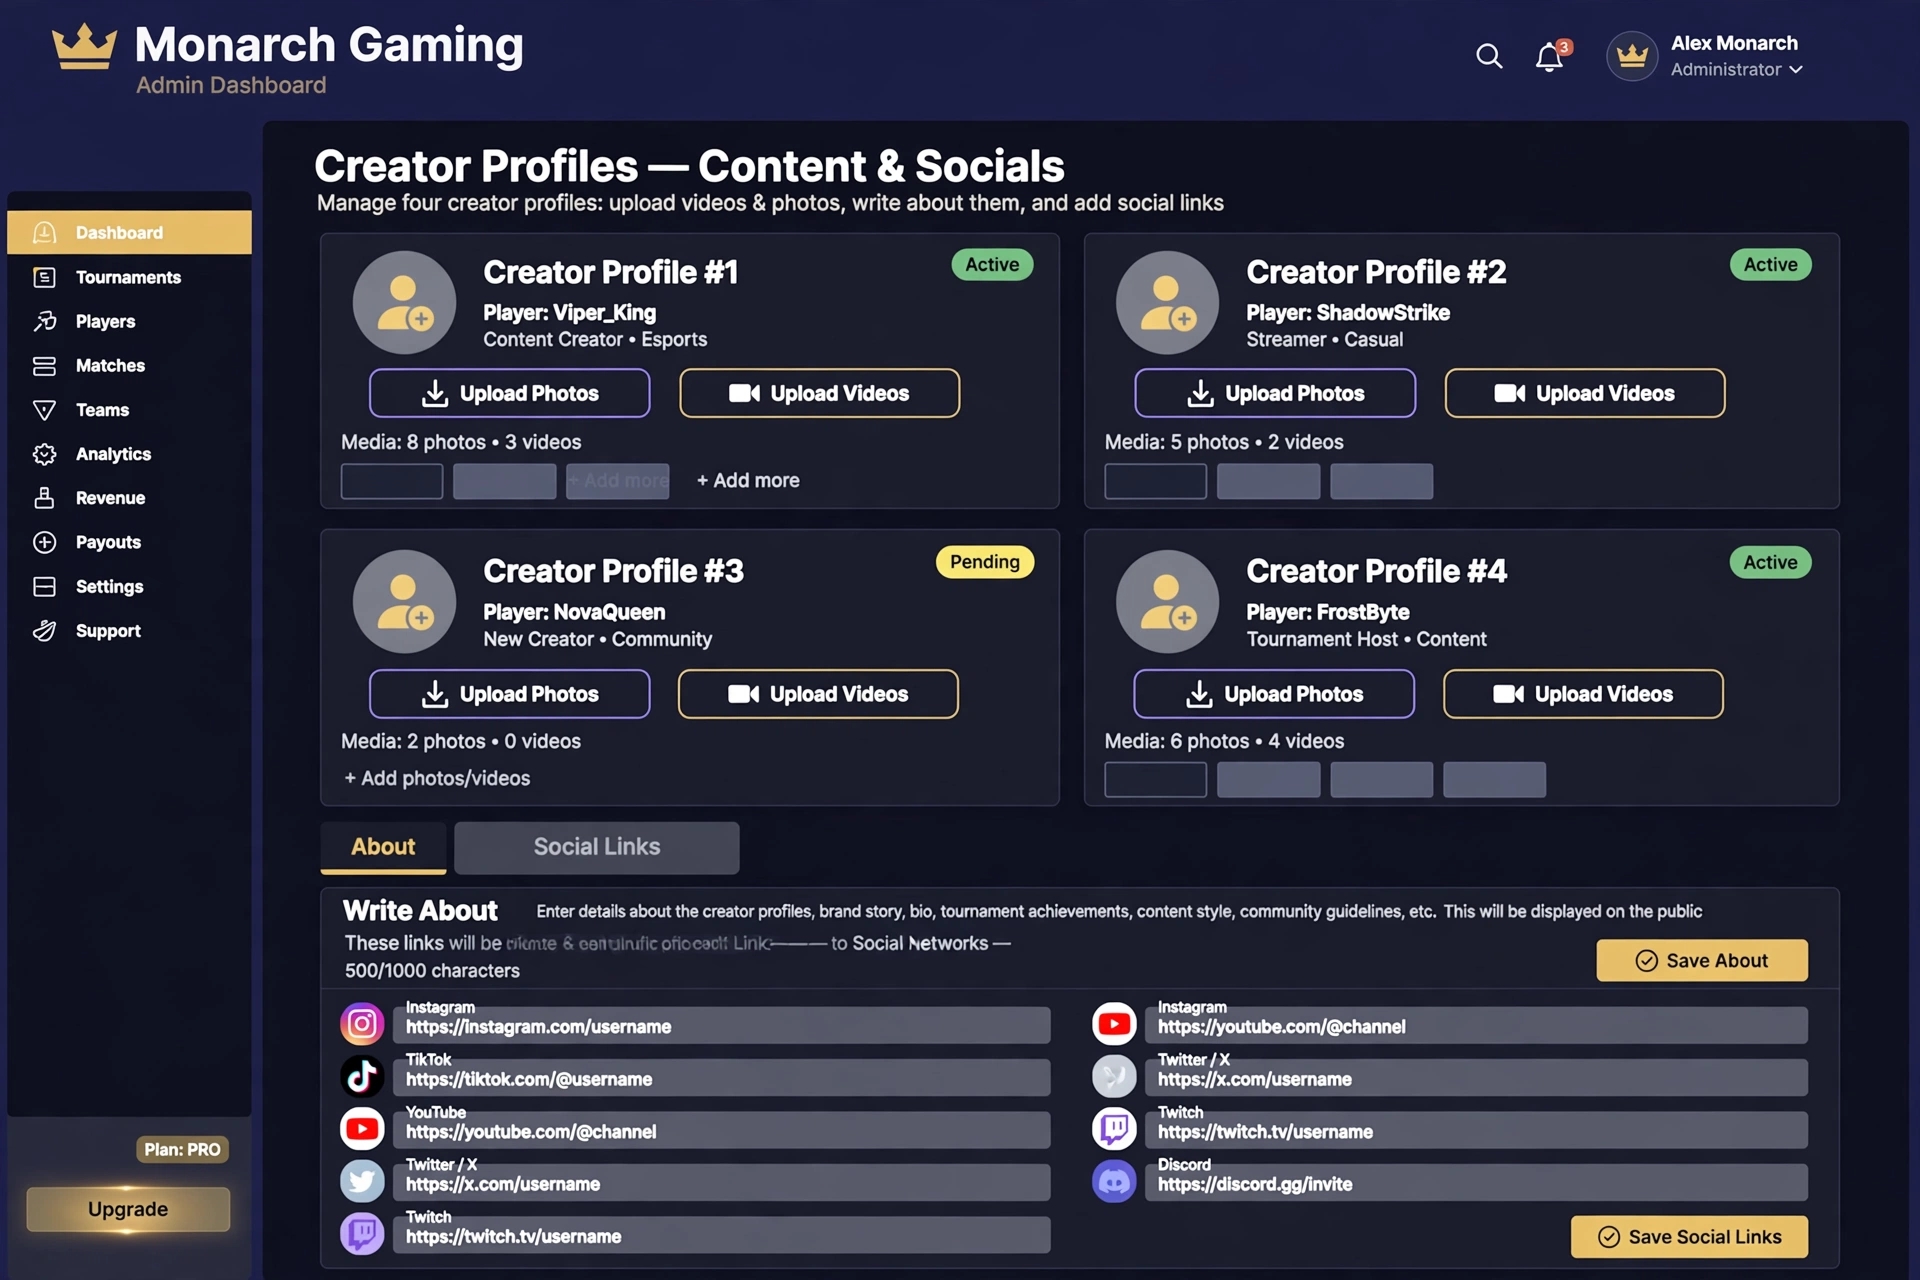 Monarch Gaming
Admin Dashboard
3
Alex Monarch
Administrator
Dashboard
Tournaments
Players
Matches
Teams
Analytics
Revenue
Payouts
Settings
Support
Plan: PRO
Upgrade
Creator Profiles — Content & Socials
Manage four creator profiles: upload videos & photos, write about them, and add social links
Creator Profile #1
Active
Player: Viper_King
Content Creator • Esports
Upload Photos
Upload Videos
Media: 8 photos • 3 videos
+ Add more
+ Add more
Creator Profile #2
Active
Player: ShadowStrike
Streamer • Casual
Upload Photos
Upload Videos
Media: 5 photos • 2 videos
Creator Profile #3
Pending
Player: NovaQueen
New Creator • Community
Upload Photos
Upload Videos
Media: 2 photos • 0 videos
+ Add photos/videos
Creator Profile #4
Active
Player: FrostByte
Tournament Host • Content
Upload Photos
Upload Videos
Media: 6 photos • 4 videos
About
Social Links
Write About
Enter details about the creator profiles, brand story, bio, tournament achievements, content style, community guidelines, etc. This will be displayed on the public
These links will be & Link——— to Social Networks —
500/1000 characters
Save About
Instagram
https://instagram.com/username
TikTok
https://tiktok.com/@username
YouTube
https://youtube.com/@channel
Twitter / X
https://x.com/username
Twitch
https://twitch.tv/username
Instagram
https://youtube.com/@channel
Twitter / X
https://x.com/username
Twitch
https://twitch.tv/username
Discord
https://discord.gg/invite
Save Social Links